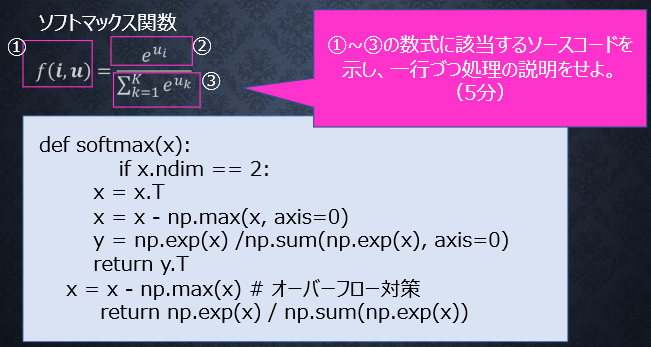 ソフトマックス関数
① f(i, u) = e^{u_i} ②
∑_{k=1}^{K} e^{u_k} ③
①~③の数式に該当するソースコードを
示し、一行づつ処理の説明をせよ。
（5分）
def softmax(x):
if x.ndim == 2:
x = x.T
x = x - np.max(x, axis=0)
y = np.exp(x) /np.sum(np.exp(x), axis=0)
return y.T
x = x - np.max(x) # オーバーフロー対策
return np.exp(x) / np.sum(np.exp(x))